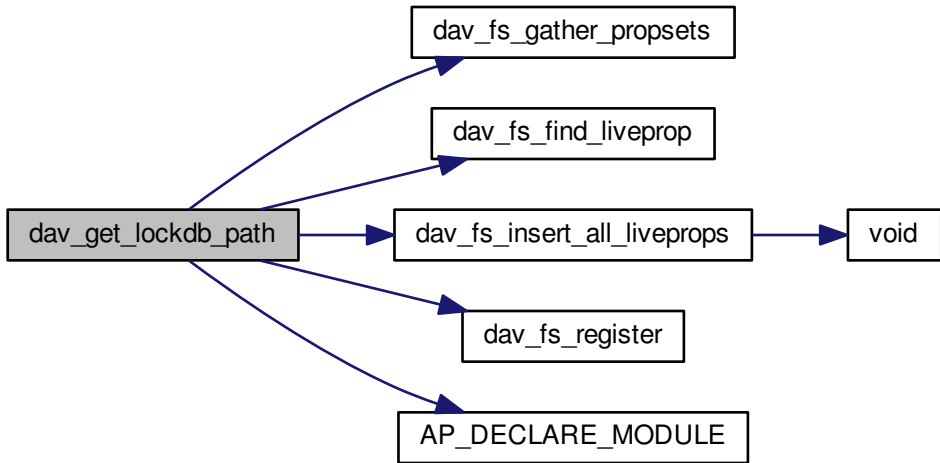 dav_fs_gather_propsets
dav_fs_find_liveprop
dav_get_lockdb_path
dav_fs_insert_all_liveprops
void
dav_fs_register
AP_DECLARE_MODULE